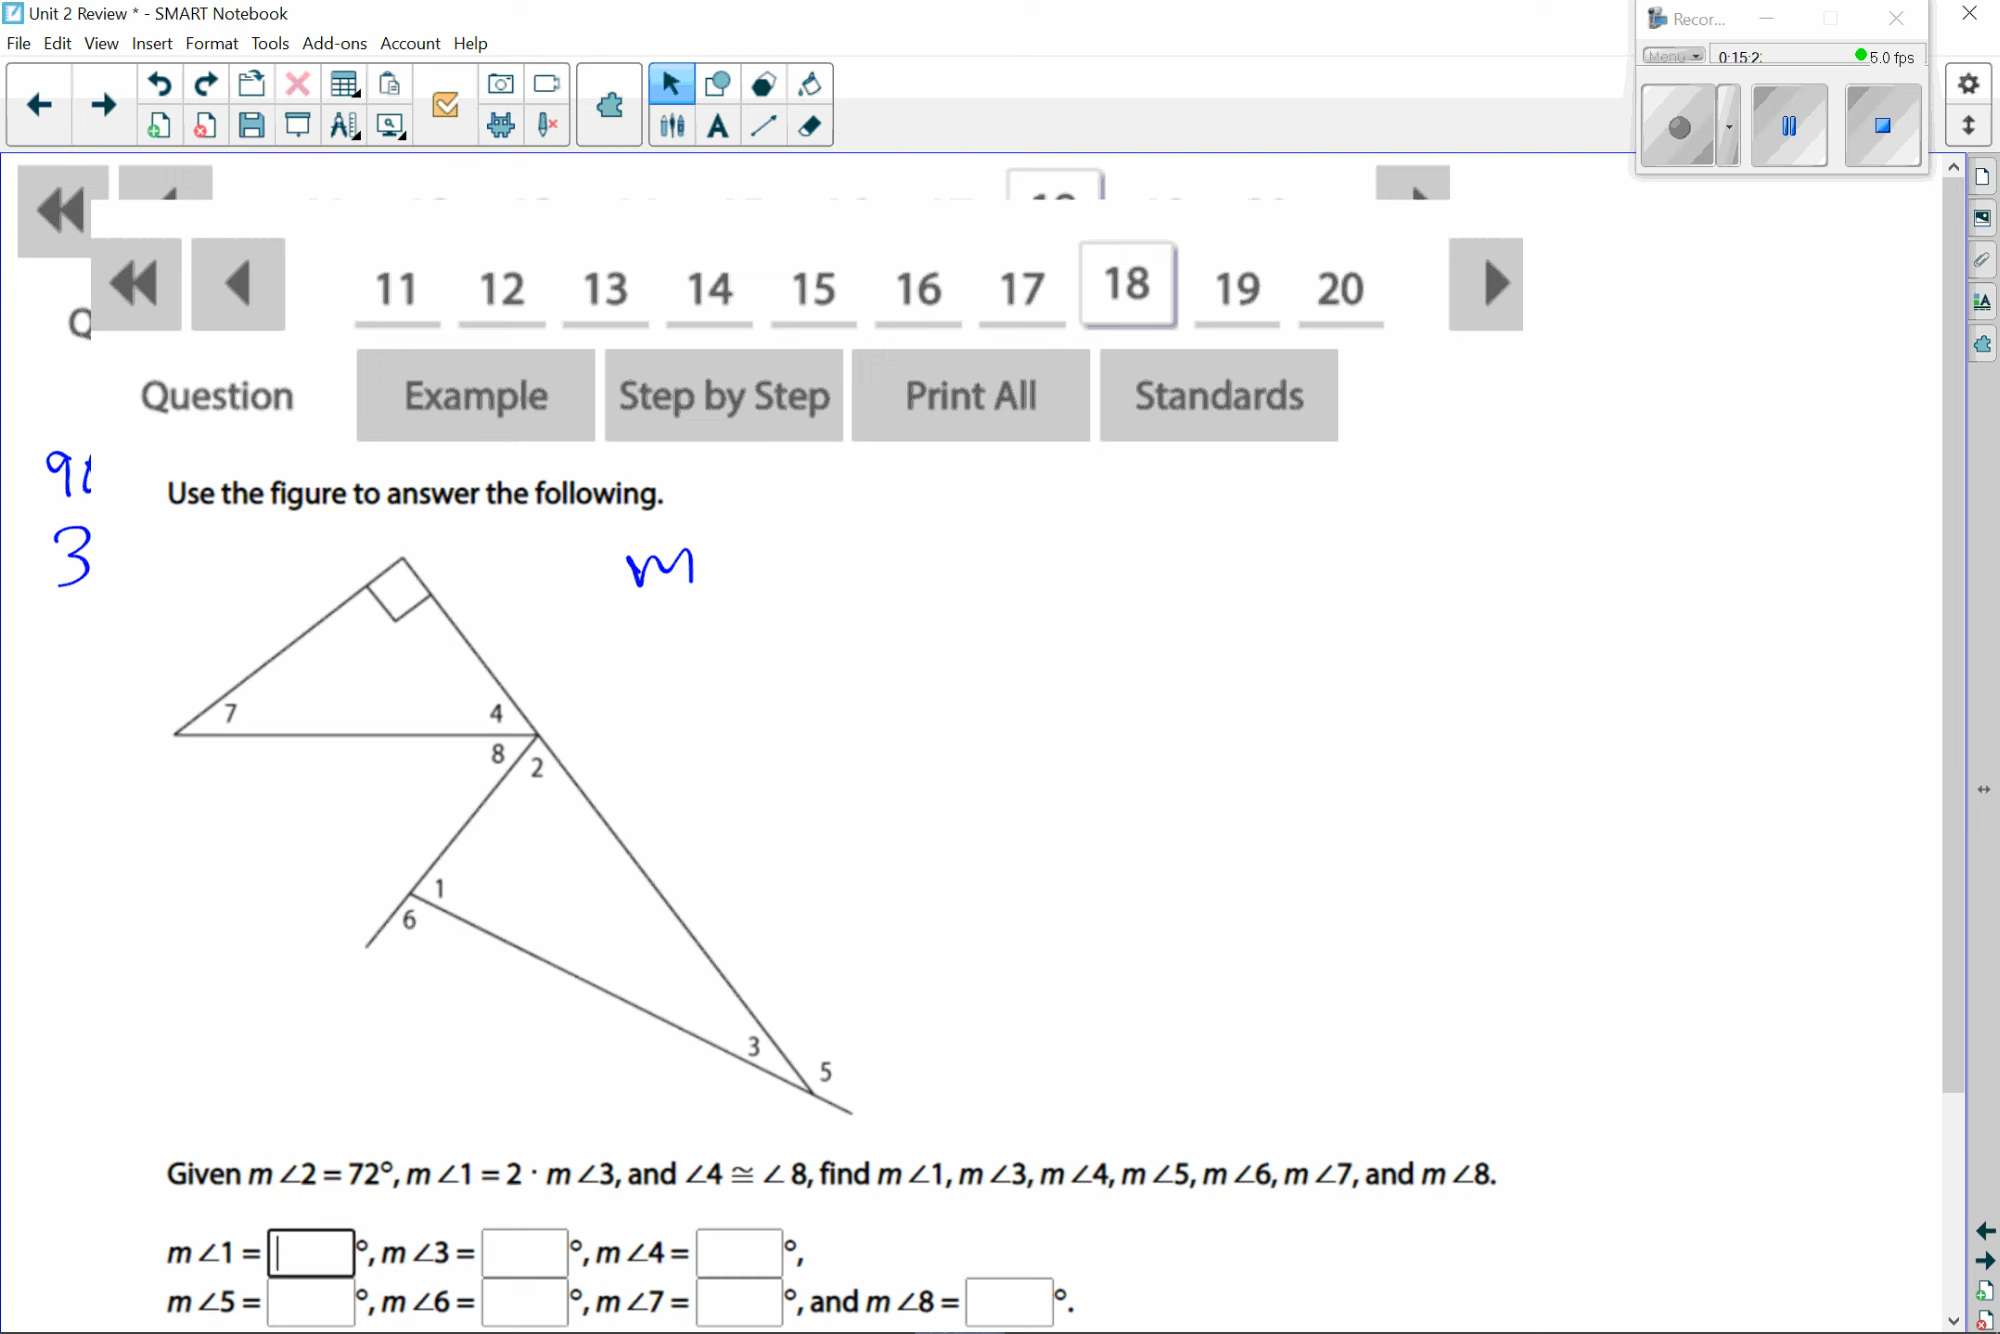 Unit 2 Review * - SMART Notebook
Recor...
File Edit View Insert Format Tools Add-ons Account Help
Menu
0:15:2
5.0 fps
11 12 13 14 15 16 17 18 19 20
Question Example Step by Step Print All Standards
Use the figure to answer the following.
3
m
7
4
8
2
1
6
3
5
Given m ∠2 = 72°, m ∠1 = 2 · m ∠3, and ∠4 ≅ ∠ 8, find m ∠1, m ∠3, m ∠4, m ∠5, m ∠6, m ∠7, and m ∠8.
m ∠1 = °, m ∠3 = °, m ∠4 = °,
m ∠5 = °, m ∠6 = °, m ∠7 = °, and m ∠8 = °.